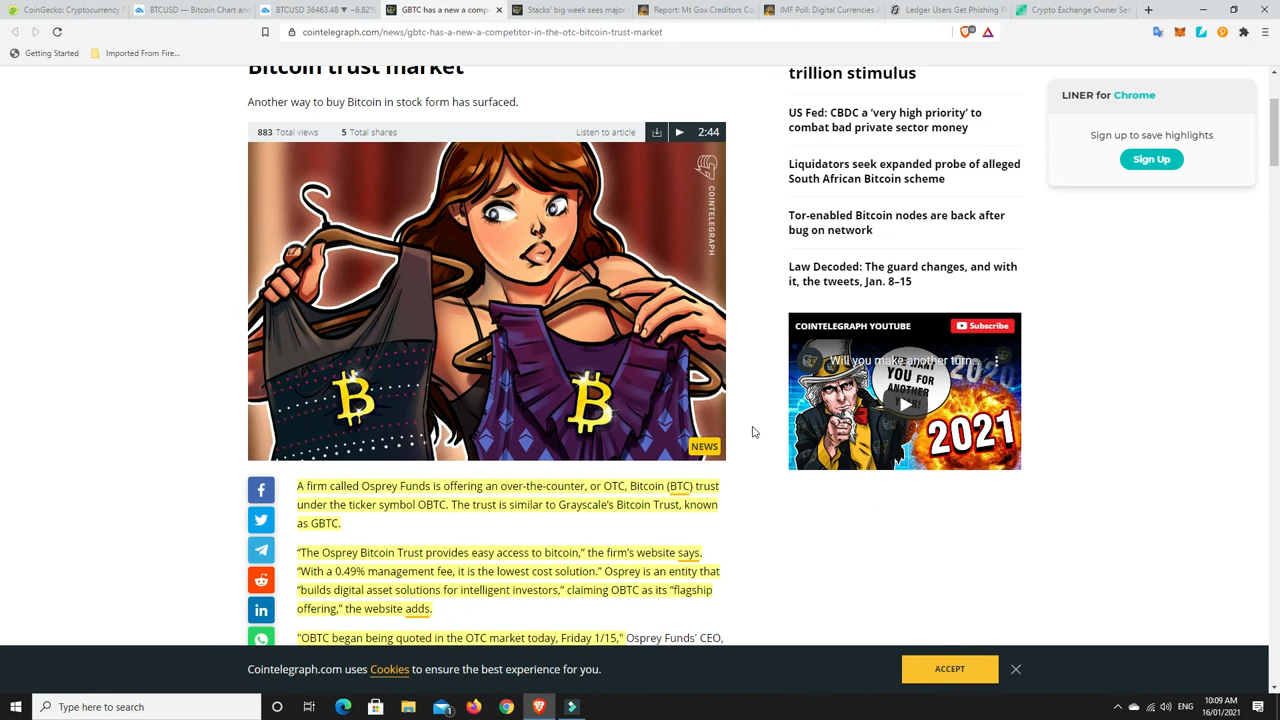 CoinGecko: Cryptocurrency P
BTCUSD — Bitcoin Chart and
BTCUSD 36463.48 ▼ −6.82%
GBTC has a new a comp
Stacks' big week sees major
Report: Mt Gox Creditors C
IMF Poll: Digital Currencies A
Ledger Users Get Phishing P
Crypto Exchange Owner Sen
cointelegraph.com/news/gbtc-has-a-new-a-competitor-in-the-otc-bitcoin-trust-market
Getting Started
Imported From Fire...
Bitcoin trust market
Another way to buy Bitcoin in stock form has surfaced.
883 Total views
5 Total shares
Listen to article
2:44
COINTELEGRAPH
NEWS
A firm called Osprey Funds is offering an over-the-counter, or OTC, Bitcoin (BTC) trust
under the ticker symbol OBTC. The trust is similar to Grayscale's Bitcoin Trust, known
as GBTC.
“The Osprey Bitcoin Trust provides easy access to bitcoin,” the firm's website says.
“With a 0.49% management fee, it is the lowest cost solution.” Osprey is an entity that
“builds digital asset solutions for intelligent investors,” claiming OBTC as its “flagship
offering,” the website adds.
"OBTC began being quoted in the OTC market today, Friday 1/15," Osprey Funds' CEO,
trillion stimulus
US Fed: CBDC a ‘very high priority’ to
combat bad private sector money
Liquidators seek expanded probe of alleged
South African Bitcoin scheme
Tor-enabled Bitcoin nodes are back after
bug on network
Law Decoded: The guard changes, and with
it, the tweets, Jan. 8–15
COINTELEGRAPH YOUTUBE
Subscribe
Will you make another turn...
WANT
YOU FOR
ANOTHER
2020
2021
LINER for Chrome
Sign up to save highlights
Sign Up
Cointelegraph.com uses Cookies to ensure the best experience for you.
ACCEPT
Type here to search
1
ENG
10:09 AM
16/01/2021